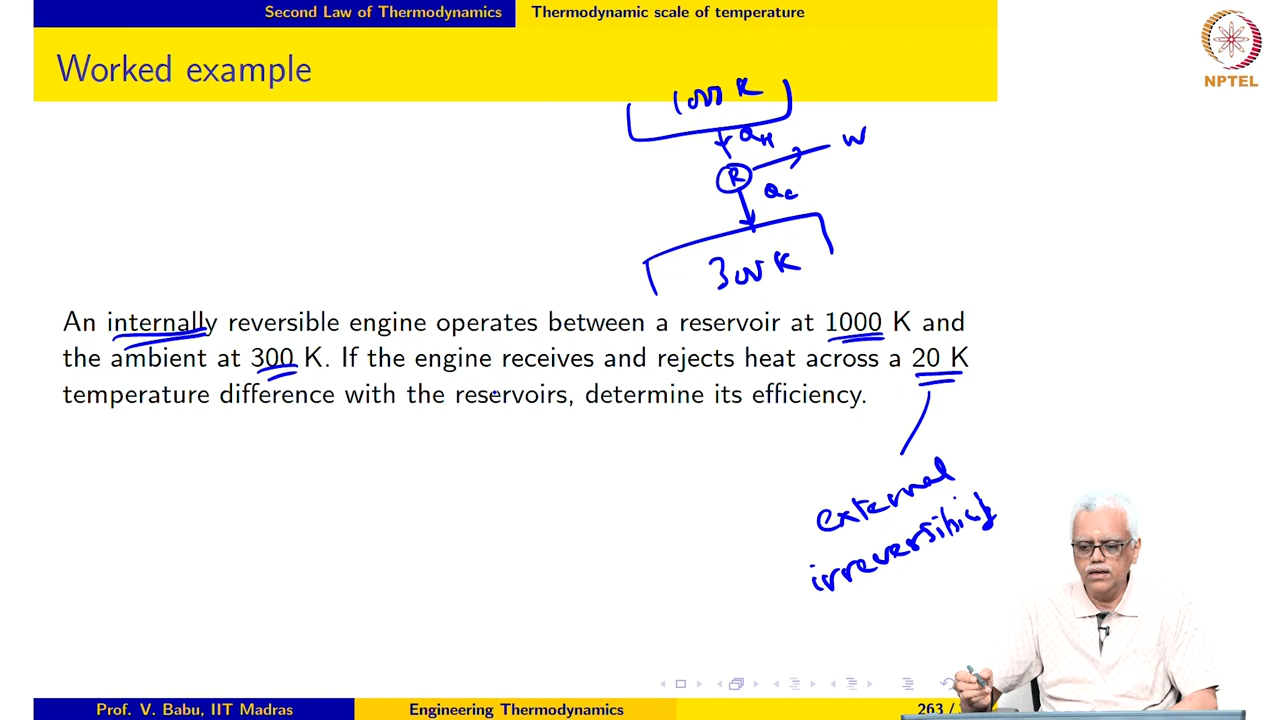 Second Law of Thermodynamics Thermodynamic scale of temperature
Worked example
NPTEL
1000 K
QH
W
R
QC
300 K
An internally reversible engine operates between a reservoir at 1000 K and
the ambient at 300 K. If the engine receives and rejects heat across a 20 K
temperature difference with the reservoirs, determine its efficiency.
external
irreversibility
Prof. V. Babu, IIT Madras Engineering Thermodynamics 263 /